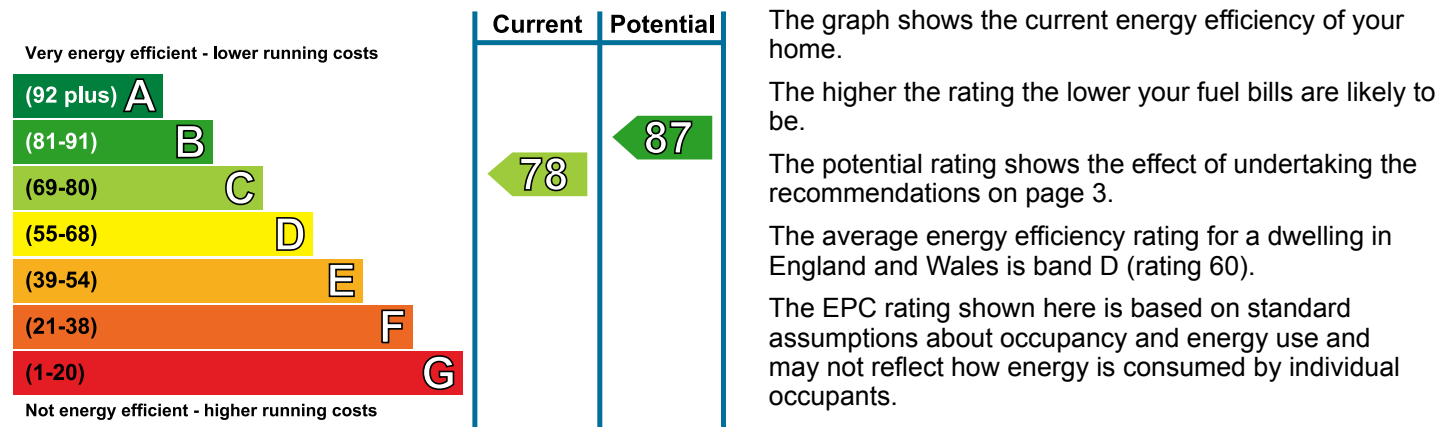 Current Potential
Very energy efficient - lower running costs
(92 plus) A
(81-91) B
87
(69-80) C
78
(55-68) D
(39-54) E
(21-38) F
(1-20) G
Not energy efficient - higher running costs
The graph shows the current energy efficiency of your
home.
The higher the rating the lower your fuel bills are likely to
be.
The potential rating shows the effect of undertaking the
recommendations on page 3.
The average energy efficiency rating for a dwelling in
England and Wales is band D (rating 60).
The EPC rating shown here is based on standard
assumptions about occupancy and energy use and
may not reflect how energy is consumed by individual
occupants.